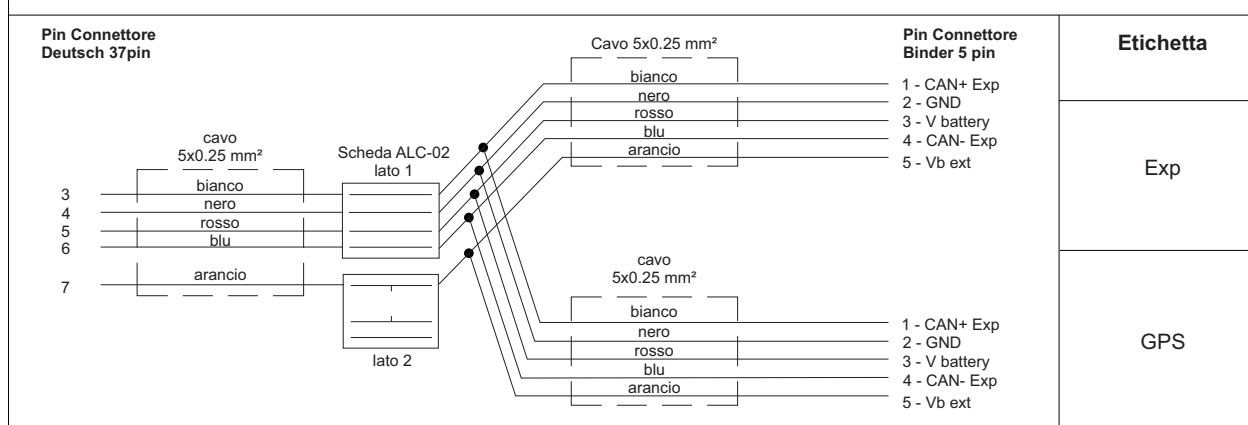 Pin Connettore
Deutsch 37pin
Cavo 5x0.25 mm²
Pin Connettore
Binder 5 pin
Etichetta
bianco
nero
rosso
blu
arancio
1 - CAN+ Exp
2 - GND
3 - V battery
4 - CAN- Exp
5 - Vb ext
Exp
cavo
5x0.25 mm²
Scheda ALC-02
lato 1
3
4
5
6
7
bianco
nero
rosso
blu
arancio
lato 2
cavo
5x0.25 mm²
bianco
nero
rosso
blu
arancio
1 - CAN+ Exp
2 - GND
3 - V battery
4 - CAN- Exp
5 - Vb ext
GPS